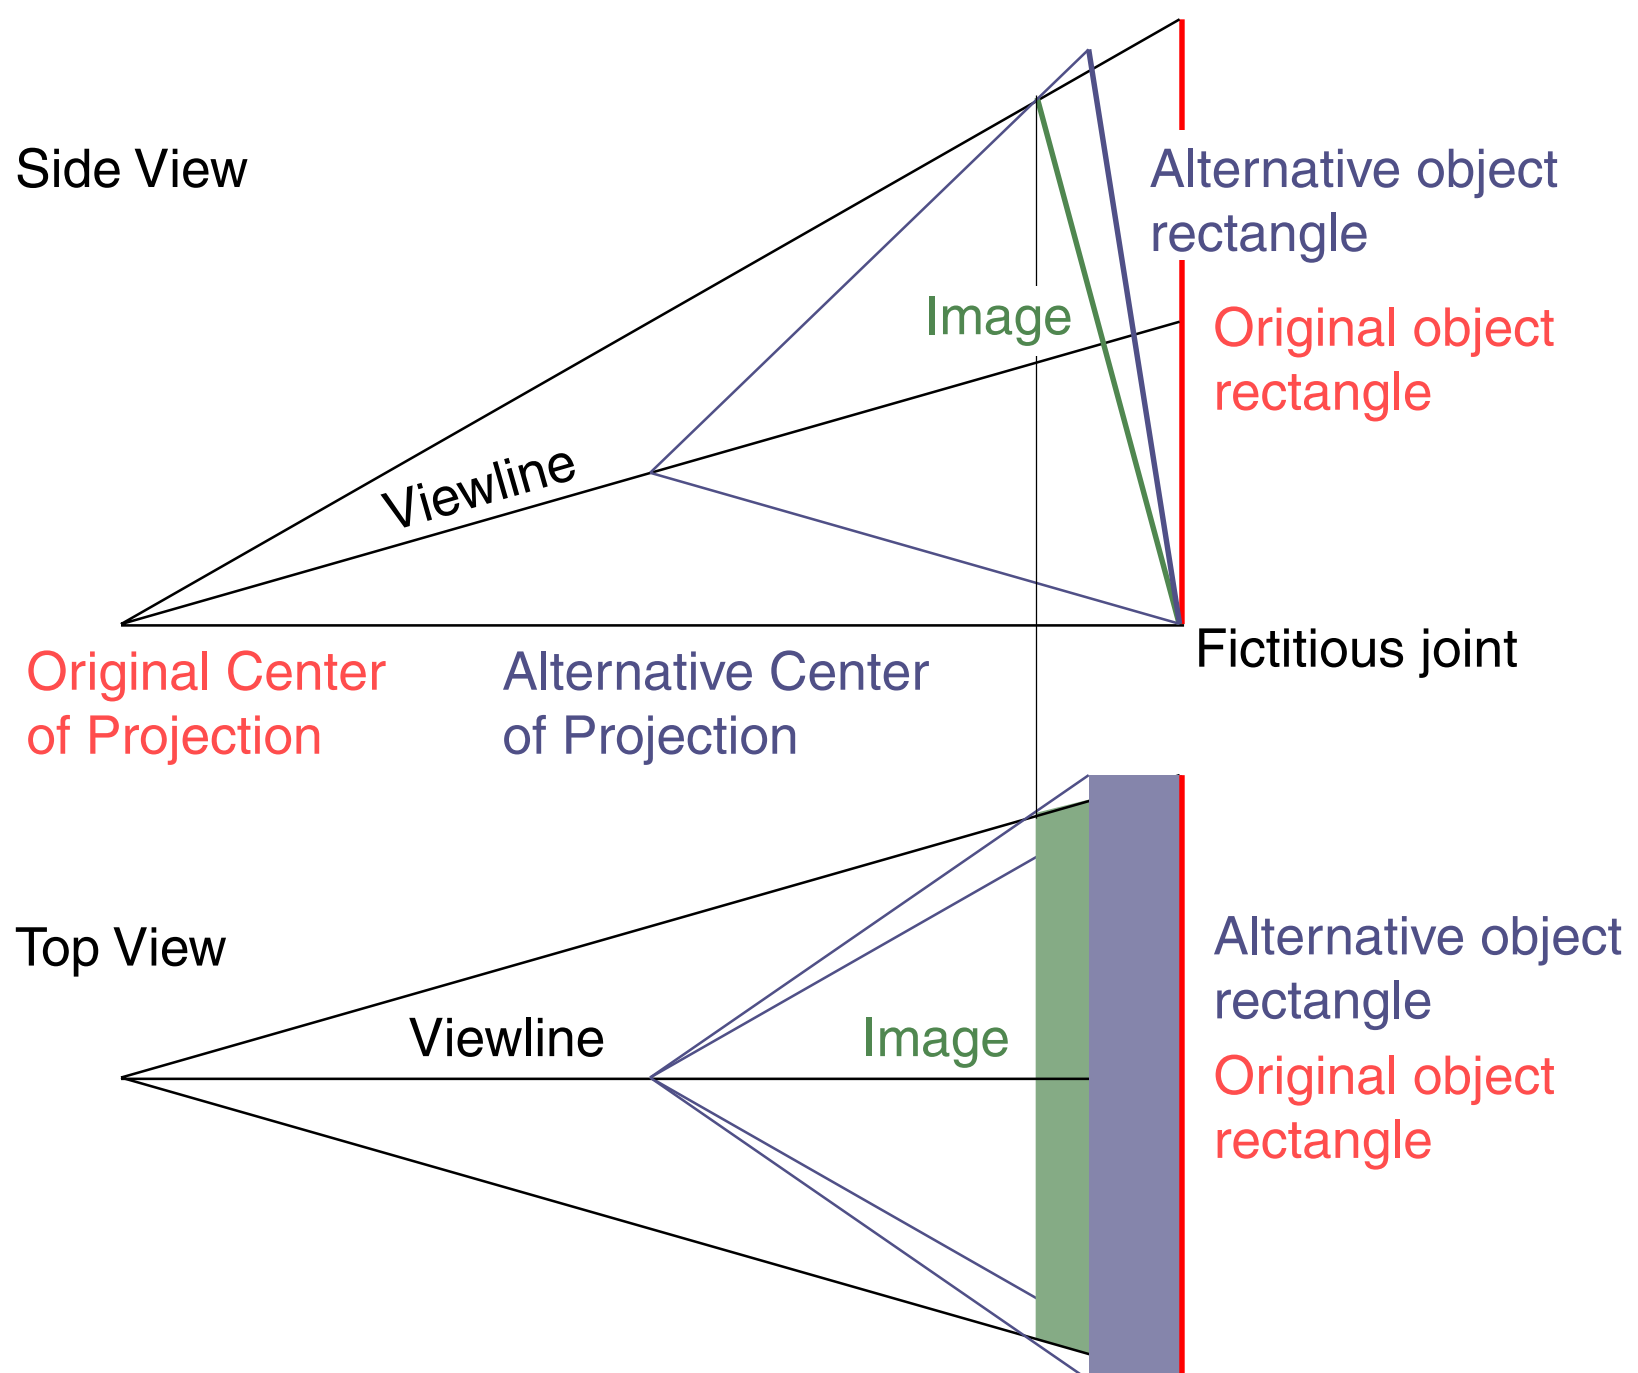 Side View
Alternative object
rectangle
Image
Original object
rectangle
Viewline
Fictitious joint
Original Center
of Projection
Alternative Center
of Projection
Top View
Alternative object
rectangle
Viewline
Image
Original object
rectangle